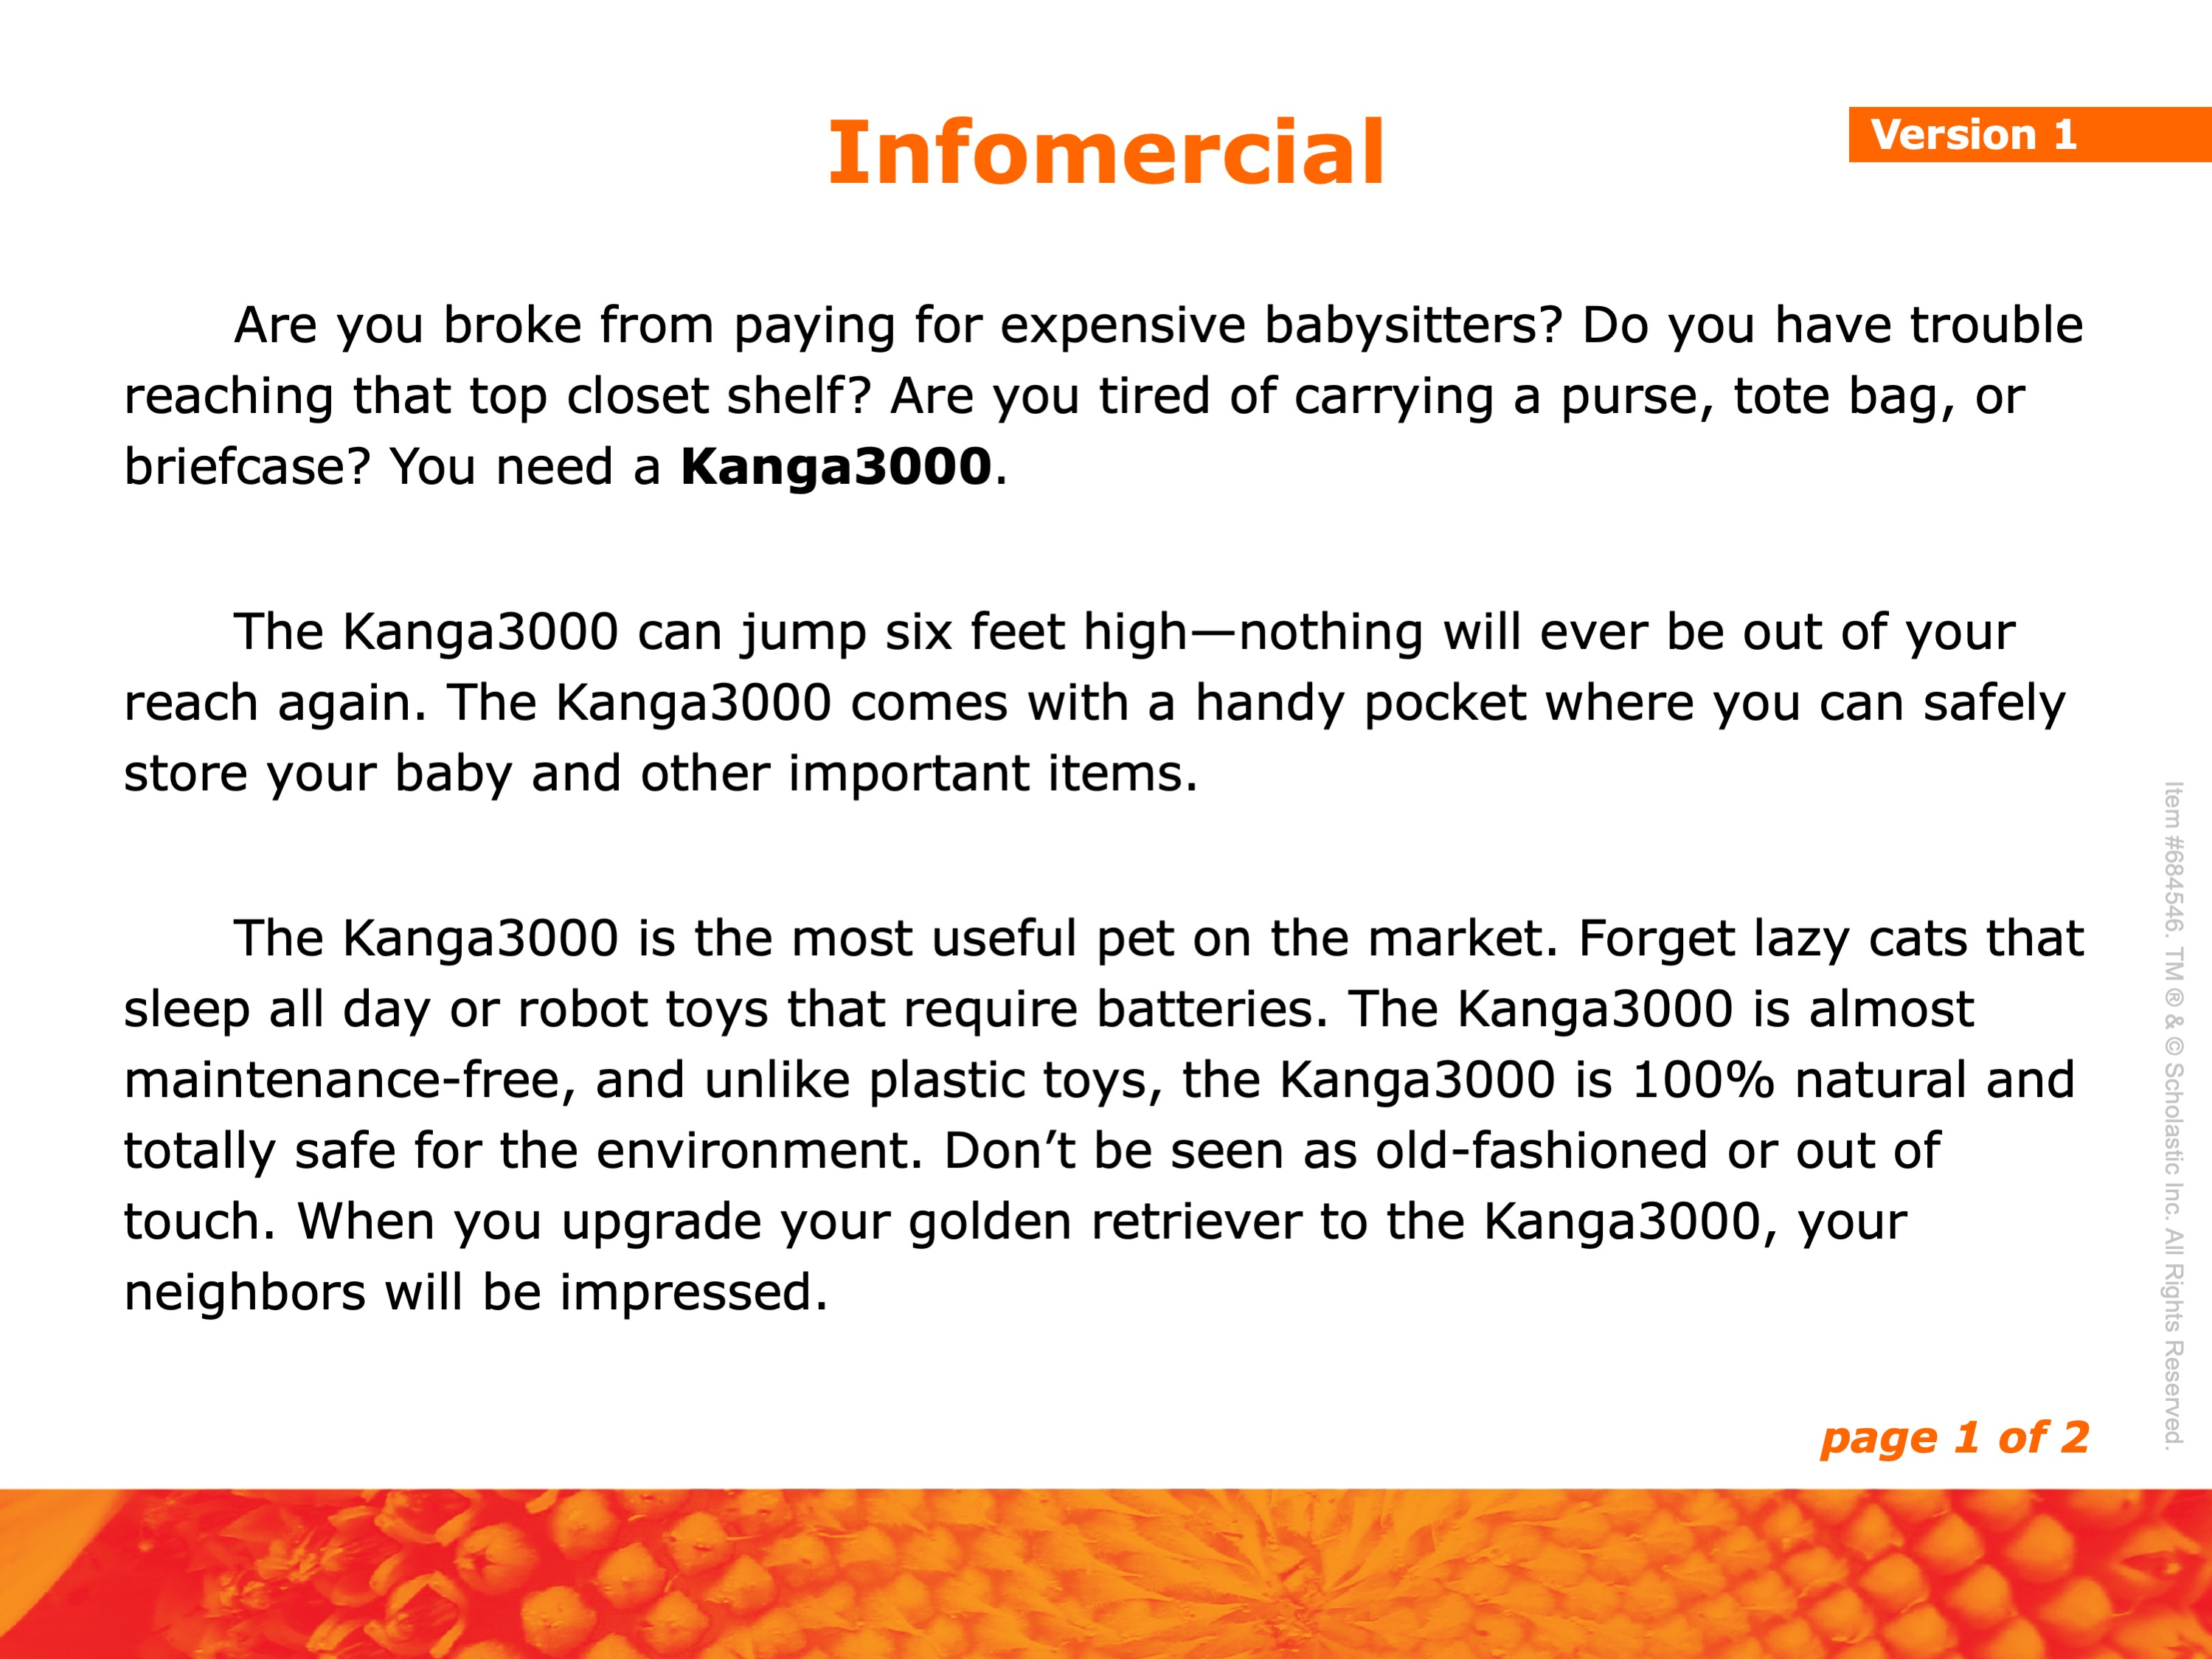 Infomercial
Version 1
Are you broke from paying for expensive babysitters? Do you have trouble
reaching that top closet shelf? Are you tired of carrying a purse, tote bag, or
briefcase? You need a Kanga3000.
The Kanga3000 can jump six feet high—nothing will ever be out of your
reach again. The Kanga3000 comes with a handy pocket where you can safely
store your baby and other important items.
The Kanga3000 is the most useful pet on the market. Forget lazy cats that
sleep all day or robot toys that require batteries. The Kanga3000 is almost
maintenance-free, and unlike plastic toys, the Kanga3000 is 100% natural and
totally safe for the environment. Don’t be seen as old-fashioned or out of
touch. When you upgrade your golden retriever to the Kanga3000, your
neighbors will be impressed.
page 1 of 2
Item #684546. TM ® & © Scholastic Inc. All Rights Reserved.